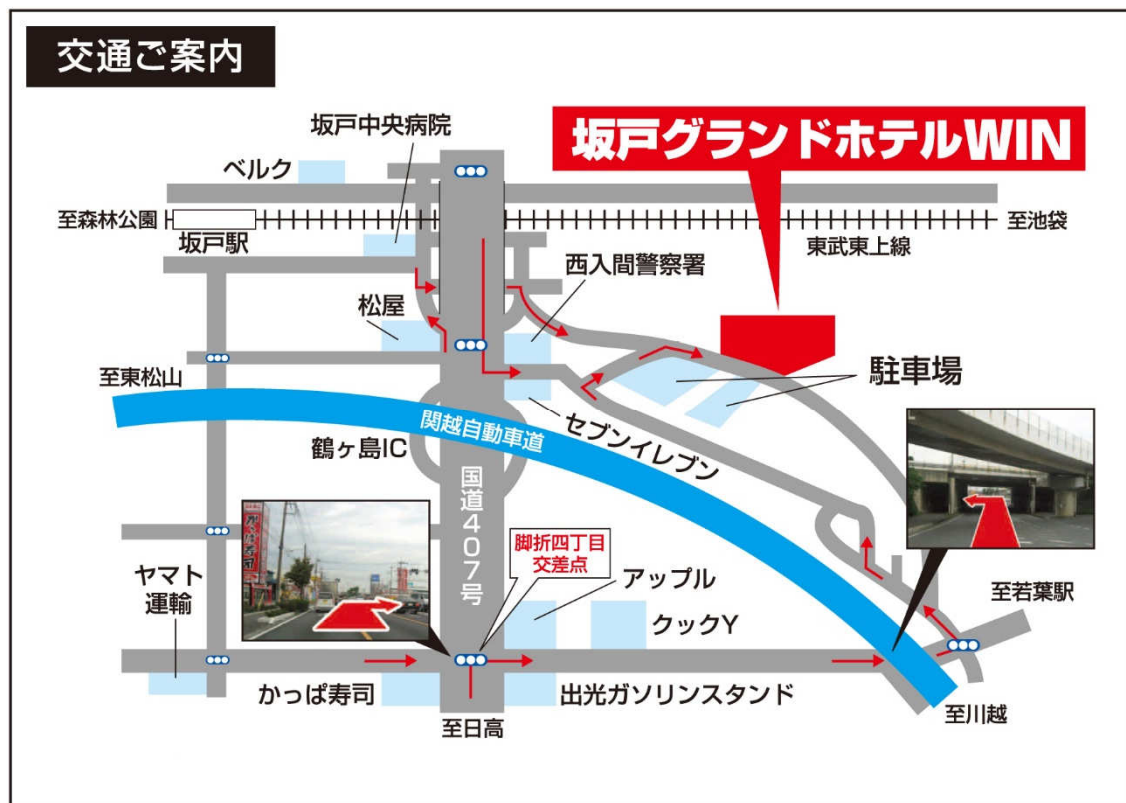 交通ご案内
坂戸グランドホテルWIN
坂戸中央病院
ベルク
至森林公園
坂戸駅
至池袋
東武東上線
西入間警察署
松屋
至東松山
駐車場
関越自動車道
セブンイレブン
鶴ヶ島IC
国道407号
かっぱ寿司
脚折四丁目
交差点
アップル
クックY
ヤマト
運輸
至若葉駅
かっぱ寿司
出光ガソリンスタンド
至日高
至川越